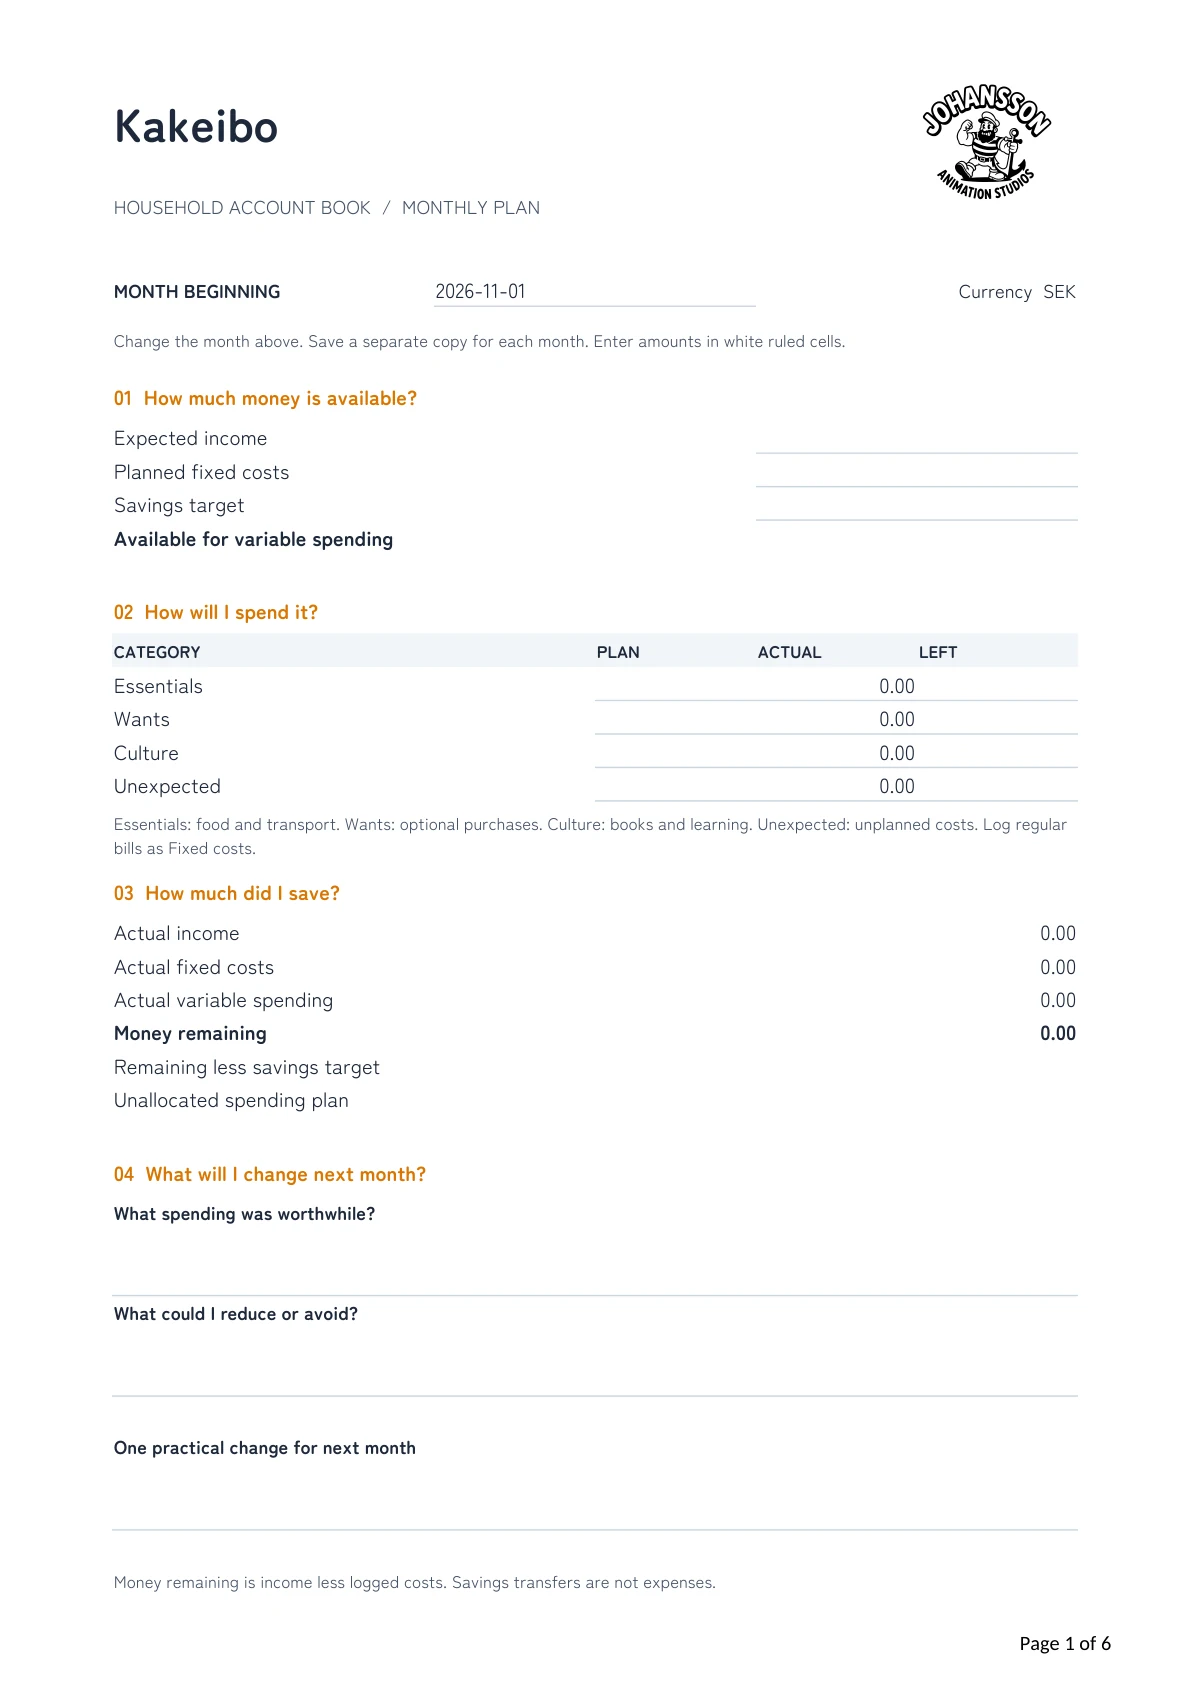 Kakeibo
JOHANSSON
ANIMATION STUDIOS
HOUSEHOLD ACCOUNT BOOK / MONTHLY PLAN
MONTH BEGINNING 2026-11-01 Currency SEK
Change the month above. Save a separate copy for each month. Enter amounts in white ruled cells.
01 How much money is available?
Expected income
Planned fixed costs
Savings target
Available for variable spending
02 How will I spend it?
CATEGORY PLAN ACTUAL LEFT
Essentials 0.00
Wants 0.00
Culture 0.00
Unexpected 0.00
Essentials: food and transport. Wants: optional purchases. Culture: books and learning. Unexpected: unplanned costs. Log regular
bills as Fixed costs.
03 How much did I save?
Actual income 0.00
Actual fixed costs 0.00
Actual variable spending 0.00
Money remaining 0.00
Remaining less savings target
Unallocated spending plan
04 What will I change next month?
What spending was worthwhile?
What could I reduce or avoid?
One practical change for next month
Money remaining is income less logged costs. Savings transfers are not expenses.
Page 1 of 6